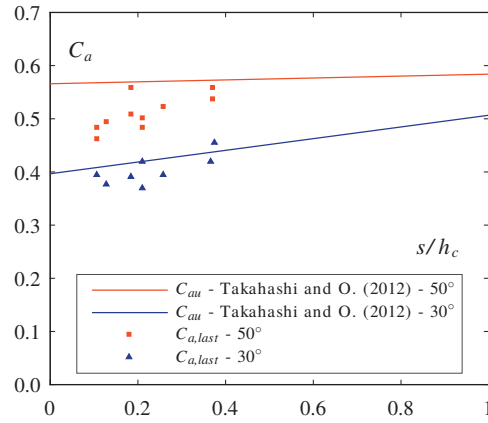 0.7
C_a
0.6
0.5
0.4
0.3
s/h_c
0.2
C_au - Takahashi and O. (2012) - 50°
C_au - Takahashi and O. (2012) - 30°
C_a,last - 50°
C_a,last - 30°
0.1
0.0
0 0.2 0.4 0.6 0.8 1